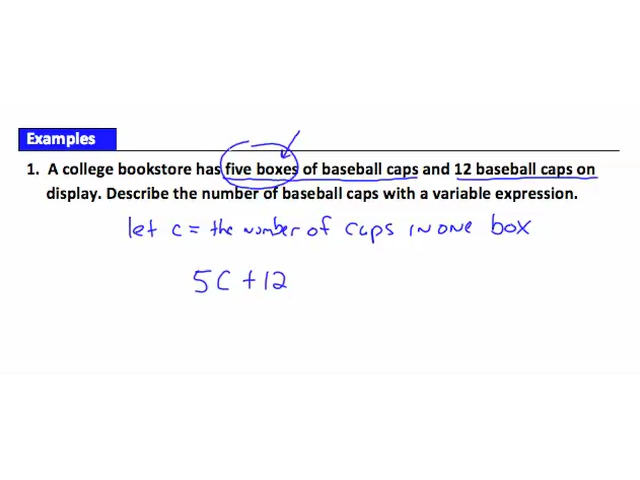 Examples
1. A college bookstore has five boxes of baseball caps and 12 baseball caps on
display. Describe the number of baseball caps with a variable expression.
let c = the number of caps in one box
5c + 12